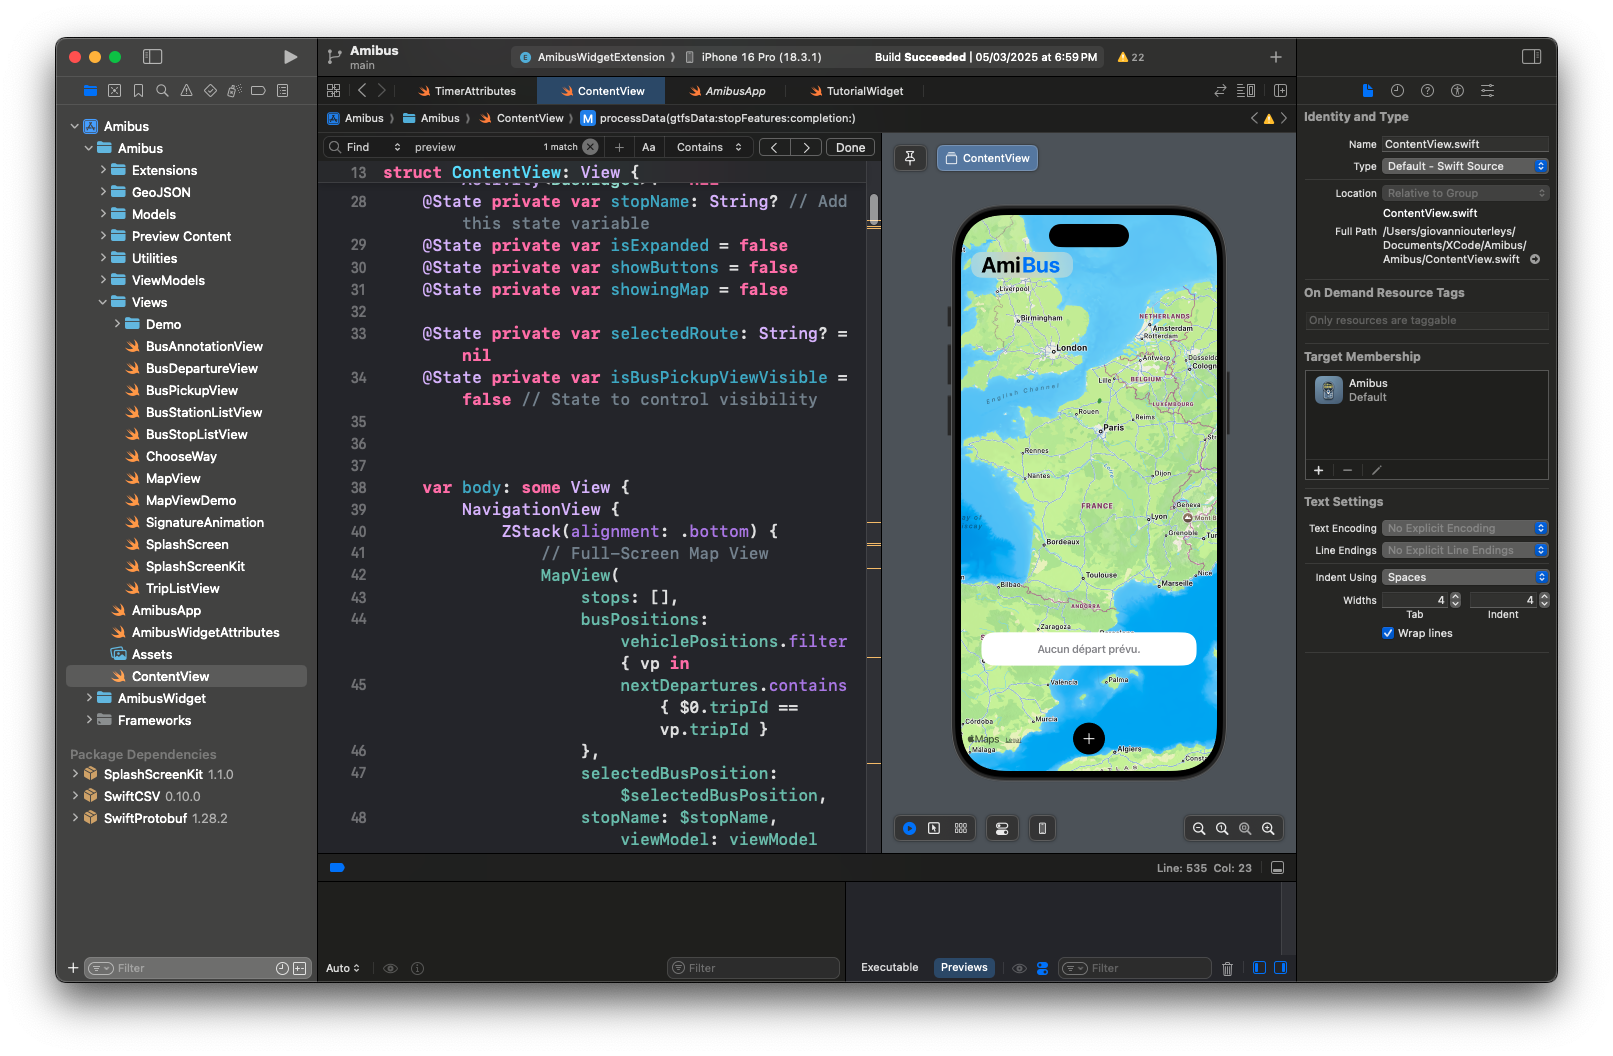 Amibus
main
AmibusWidgetExtension
iPhone 16 Pro (18.3.1)
Build Succeeded | 05/03/2025 at 6:59 PM
22
TimerAttributes
ContentView
AmibusApp
TutorialWidget
Amibus
Amibus
ContentView
M
processData(gtfsData:stopFeatures:completion:)
Find
preview
1 match
Aa
Contains
Done
Amibus
Amibus
Extensions
GeoJSON
Models
Preview Content
Utilities
ViewModels
Views
Demo
BusAnnotationView
BusDepartureView
BusPickupView
BusStationListView
BusStopListView
ChooseWay
MapView
MapViewDemo
SignatureAnimation
SplashScreen
SplashScreenKit
TripListView
AmibusApp
AmibusWidgetAttributes
Assets
ContentView
AmibusWidget
Frameworks
Package Dependencies
SplashScreenKit 1.1.0
SwiftCSV 0.10.0
SwiftProtobuf 1.28.2
Filter
13 struct ContentView: View {
28 @State private var stopName: String? // Add
this state variable
29 @State private var isExpanded = false
30 @State private var showButtons = false
31 @State private var showingMap = false
32
33 @State private var selectedRoute: String? =
nil
34 @State private var isBusPickupViewVisible =
false // State to control visibility
35
36
37
38 var body: some View {
39 NavigationView {
40 ZStack(alignment: .bottom) {
41 // Full-Screen Map View
42 MapView(
43 stops: [],
44 busPositions:
vehiclePositions.filter
{ vp in
45 nextDepartures.contains
{ $0.tripId ==
vp.tripId }
46 },
47 selectedBusPosition:
$selectedBusPosition,
48 stopName: $stopName,
viewModel: viewModel
ContentView
AmiBus
Liverpool
Birmingham
NETHERLANDS
Amsterdam
Rotterdam
London
Antwerp
Lille
BELGIUM
English Channel
LUXEMBOURG
Rouen
Reims
Paris
Rennes
Nantes
Dijon
FRANCE
Geneva
Lyon
Grenoble
Bordeaux
Toulouse
Nice
Marseille
Bilbao
ANDORRA
Zaragoza
Aucun départ prévu.
Valencia
Palma
Córdoba
Murcia
Maps
Legal
Málaga
Algiers
Line: 535 Col: 23
Auto
Filter
Executable
Previews
Filter
Identity and Type
Name ContentView.swift
Type Default - Swift Source
Location Relative to Group
ContentView.swift
Full Path /Users/giovanniouterleys/
Documents/XCode/Amibus/
Amibus/ContentView.swift
On Demand Resource Tags
Only resources are taggable
Target Membership
Amibus
Default
Text Settings
Text Encoding No Explicit Encoding
Line Endings No Explicit Line Endings
Indent Using Spaces
Widths 4 4
Tab Indent
Wrap lines